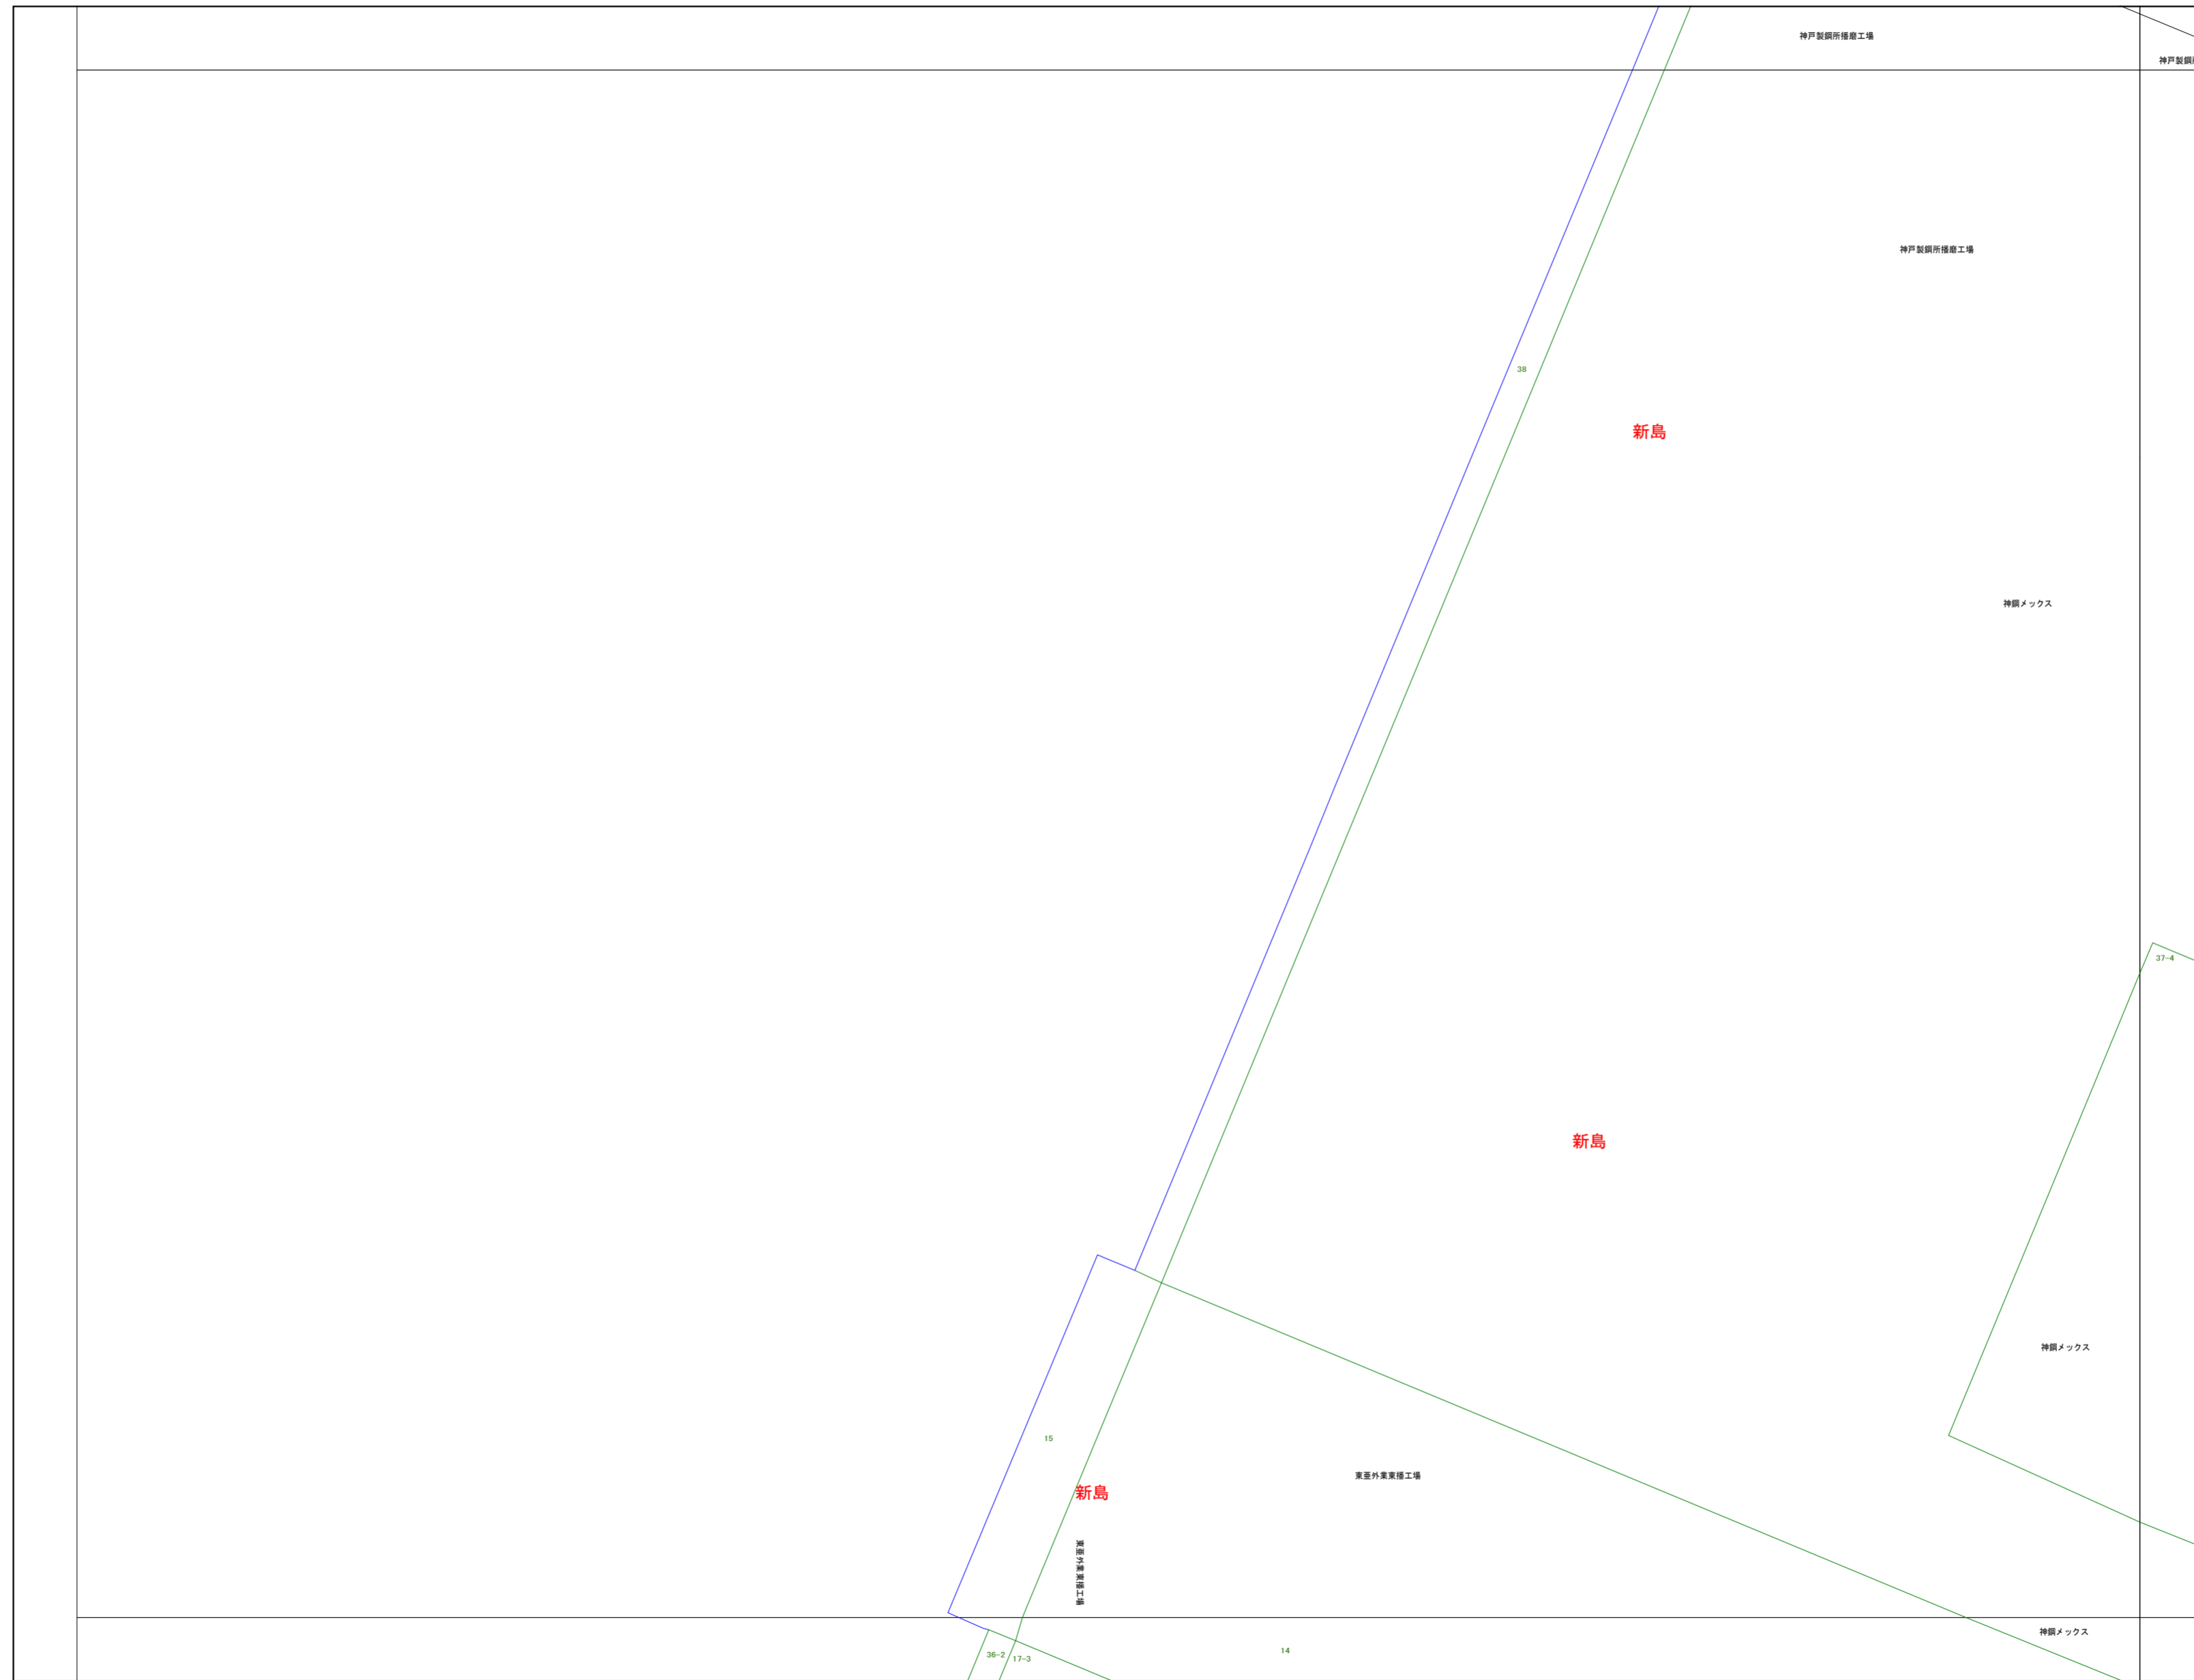 神戸製鋼所播磨工場
神戸製鋼
神戸製鋼所播磨工場
38
新島
神鋼メックス
37-4
新島
神鋼メックス
15
東亜外業東播工場
新島
東亜外業東播工場
神鋼メックス
14
36-2
17-3